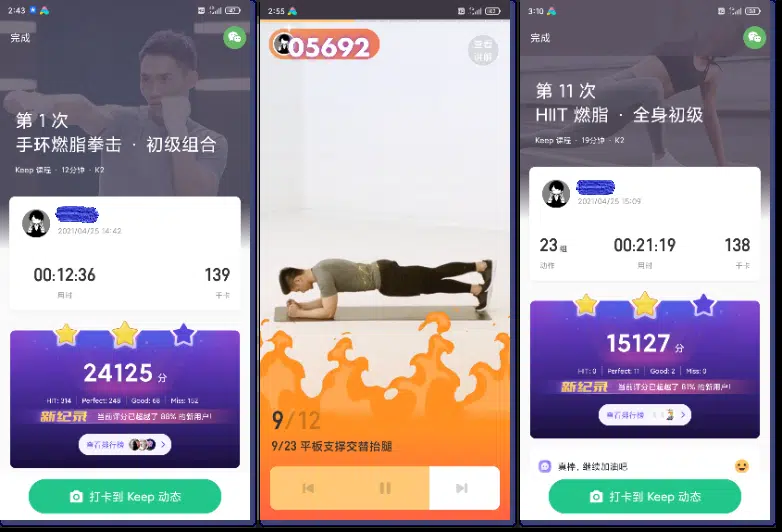 2:43
完成
第 1 次
手环燃脂拳击 · 初级组合
Keep 课程 · 12分钟 · K2
2021/04/25 14:42
00:12:36
139
用时
千卡
24125 分
HIT: 314 | Perfect: 248 | Good: 66 | Miss: 152
新纪录 当前评分已超越了 88% 的新用户!
查看排行榜
打卡到 Keep 动态
2:55
05692
查看
讲解
9/12
9/23 平板支撑交替抬腿
3:10
完成
第 11 次
HIIT 燃脂 · 全身初级
Keep 课程 · 19分钟 · K2
2021/04/25 15:09
23 组
00:21:19
138
动作
用时
千卡
15127 分
HIT: 0 | Perfect: 11 | Good: 2 | Miss: 0
新纪录 当前评分已超越了 81% 的新用户!
查看排行榜
真棒，继续加油吧
打卡到 Keep 动态